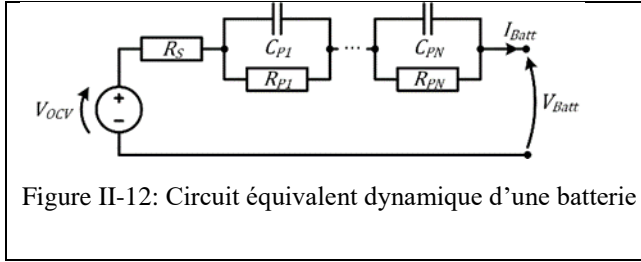 I_Batt
R_S
C_P1
···
C_PN
R_P1
R_PN
V_OCV
+
−
V_Batt
Figure II-12: Circuit équivalent dynamique d’une batterie